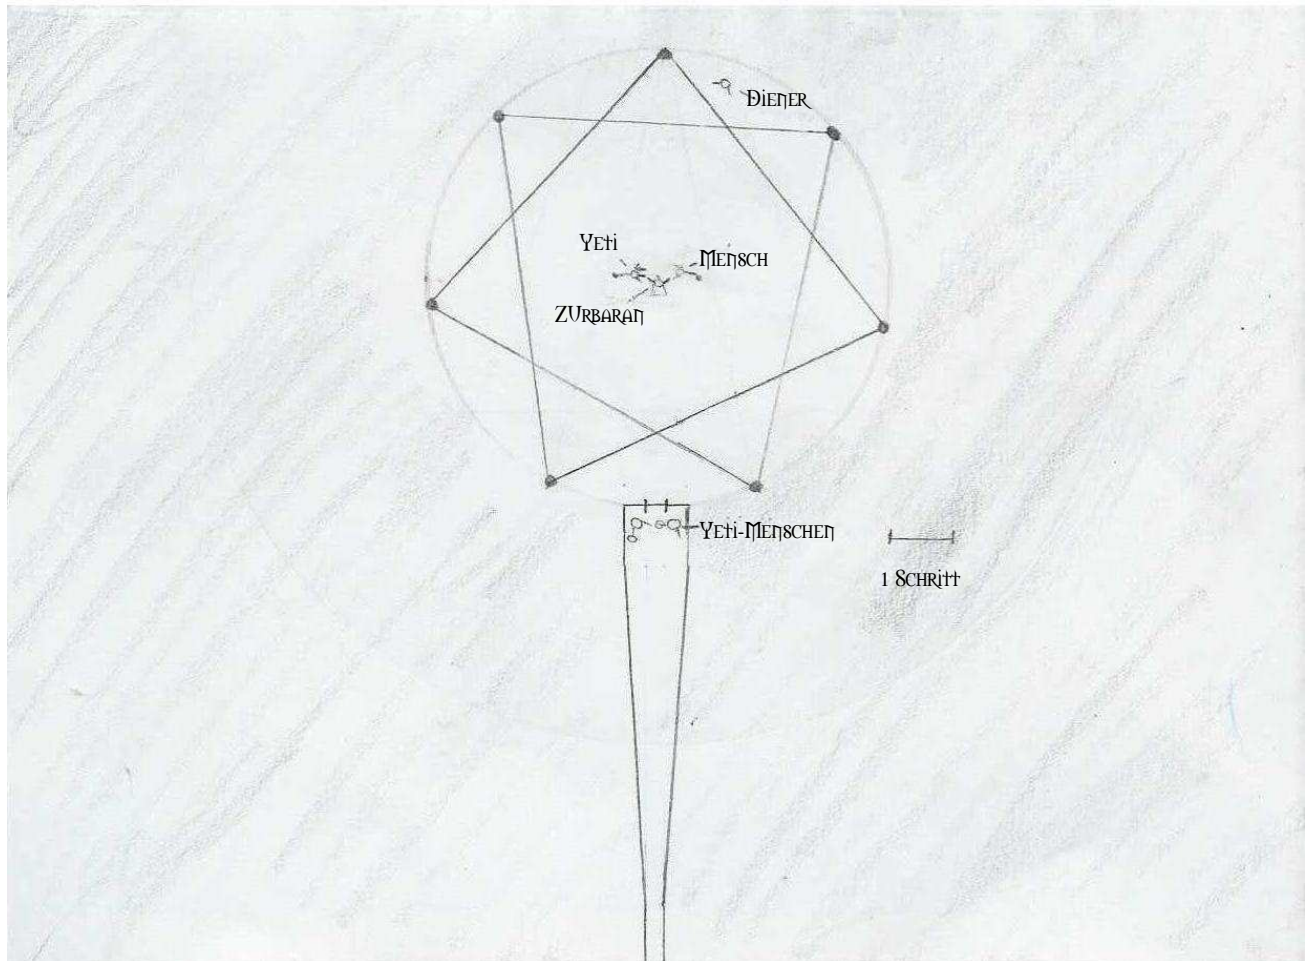 Diener
Yeti
Mensch
Zurbaran
Yeti-Menschen
1 Schritt